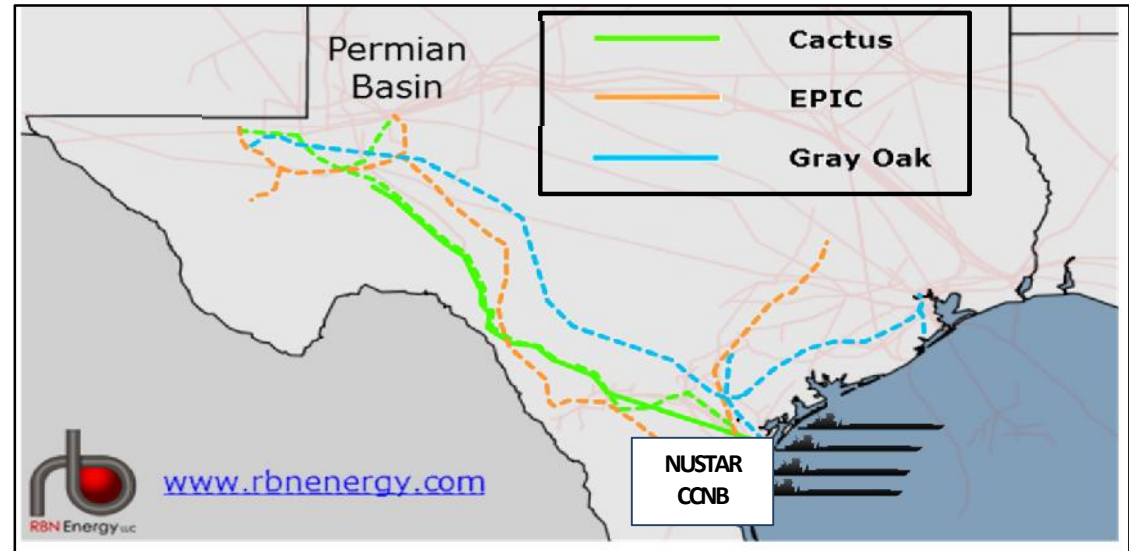 Permian
Basin
Cactus
EPIC
Gray Oak
NUSTAR
CCNB
www.rbnenergy.com
RBN Energy LLC